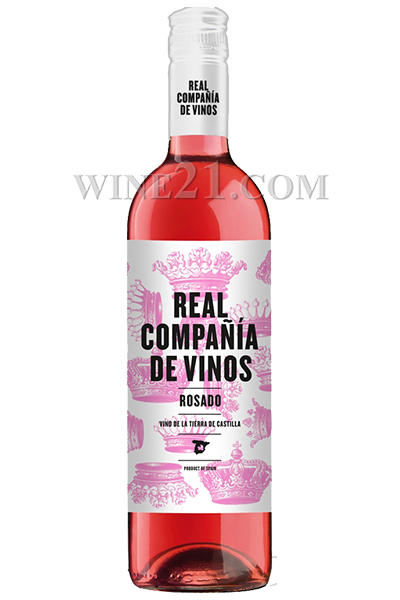 REAL
COMPAÑÍA
DE VINOS
WINE21.COM
REAL
COMPAÑÍA
DE VINOS
ROSADO
VINO DE LA TIERRA DE CASTILLA
PRODUCT OF SPAIN